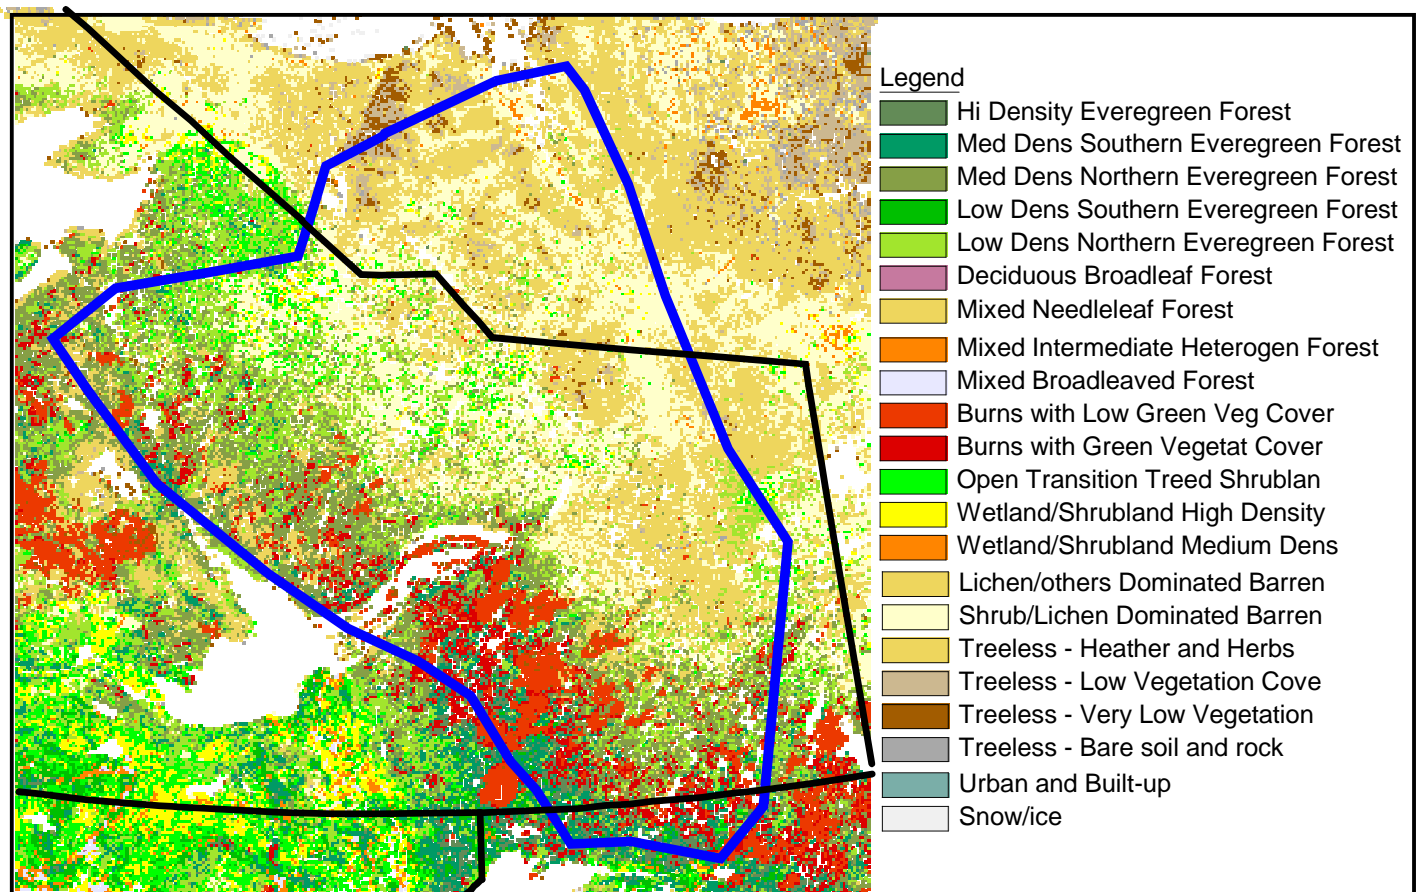 Legend
Hi Density Everegreen Forest
Med Dens Southern Everegreen Forest
Med Dens Northern Everegreen Forest
Low Dens Southern Everegreen Forest
Low Dens Northern Everegreen Forest
Deciduous Broadleaf Forest
Mixed Needleleaf Forest
Mixed Intermediate Heterogen Forest
Mixed Broadleaved Forest
Burns with Low Green Veg Cover
Burns with Green Vegetat Cover
Open Transition Treed Shrublan
Wetland/Shrubland High Density
Wetland/Shrubland Medium Dens
Lichen/others Dominated Barren
Shrub/Lichen Dominated Barren
Treeless - Heather and Herbs
Treeless - Low Vegetation Cove
Treeless - Very Low Vegetation
Treeless - Bare soil and rock
Urban and Built-up
Snow/ice